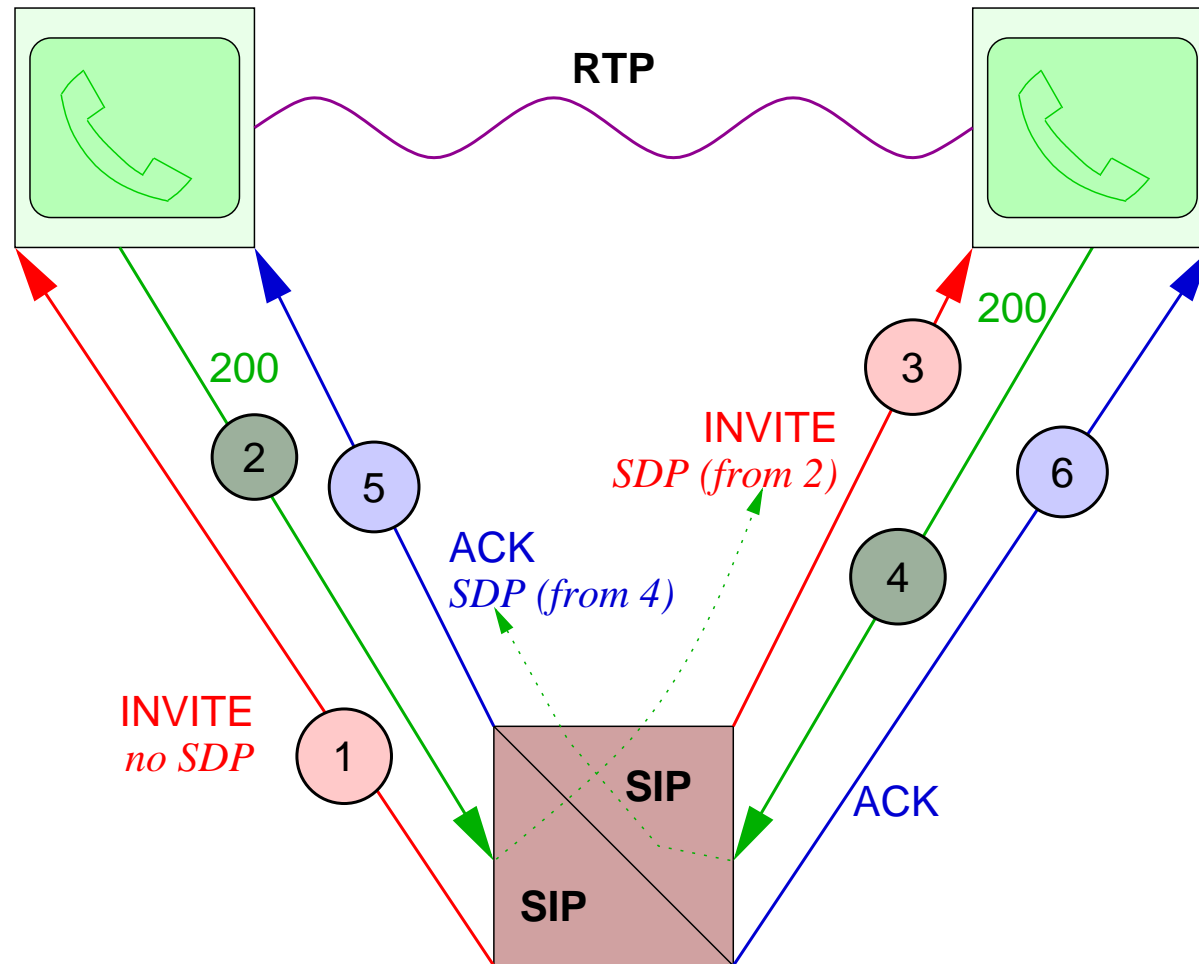 RTP
200
200
3
INVITE
SDP (from 2)
2
5
6
ACK
SDP (from 4)
4
INVITE
no SDP
1
SIP
ACK
SIP